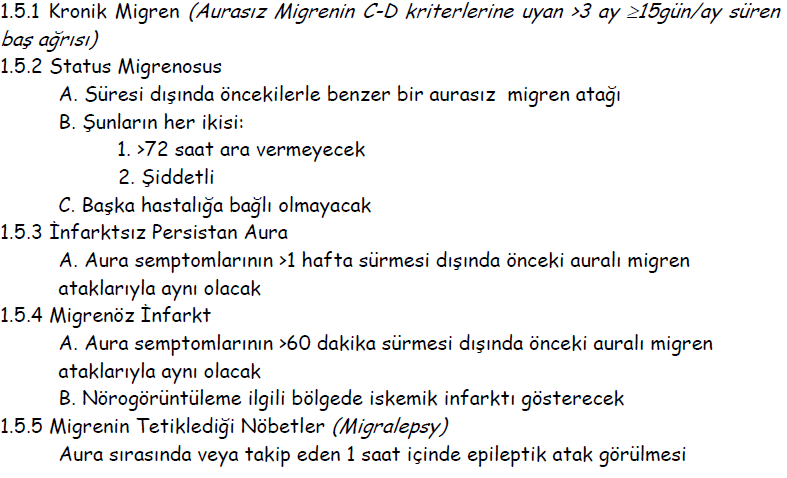 1.5.1 Kronik Migren (Aurasız Migrenin C-D kriterlerine uyan >3 ay ≥15gün/ay süren
baş ağrısı)
1.5.2 Status Migrenosus
A. Süresi dışında öncekilerle benzer bir aurasız migren atağı
B. Şunların her ikisi:
1. >72 saat ara vermeyecek
2. Şiddetli
C. Başka hastalığa bağlı olmayacak
1.5.3 İnfarktsız Persistan Aura
A. Aura semptomlarının >1 hafta sürmesi dışında önceki auralı migren
ataklarıyla aynı olacak
1.5.4 Migrenöz İnfarkt
A. Aura semptomlarının >60 dakika sürmesi dışında önceki auralı migren
ataklarıyla aynı olacak
B. Nörogörüntüleme ilgili bölgede iskemik infarktı gösterecek
1.5.5 Migrenin Tetiklediği Nöbetler (Migralepsy)
Aura sırasında veya takip eden 1 saat içinde epileptik atak görülmesi